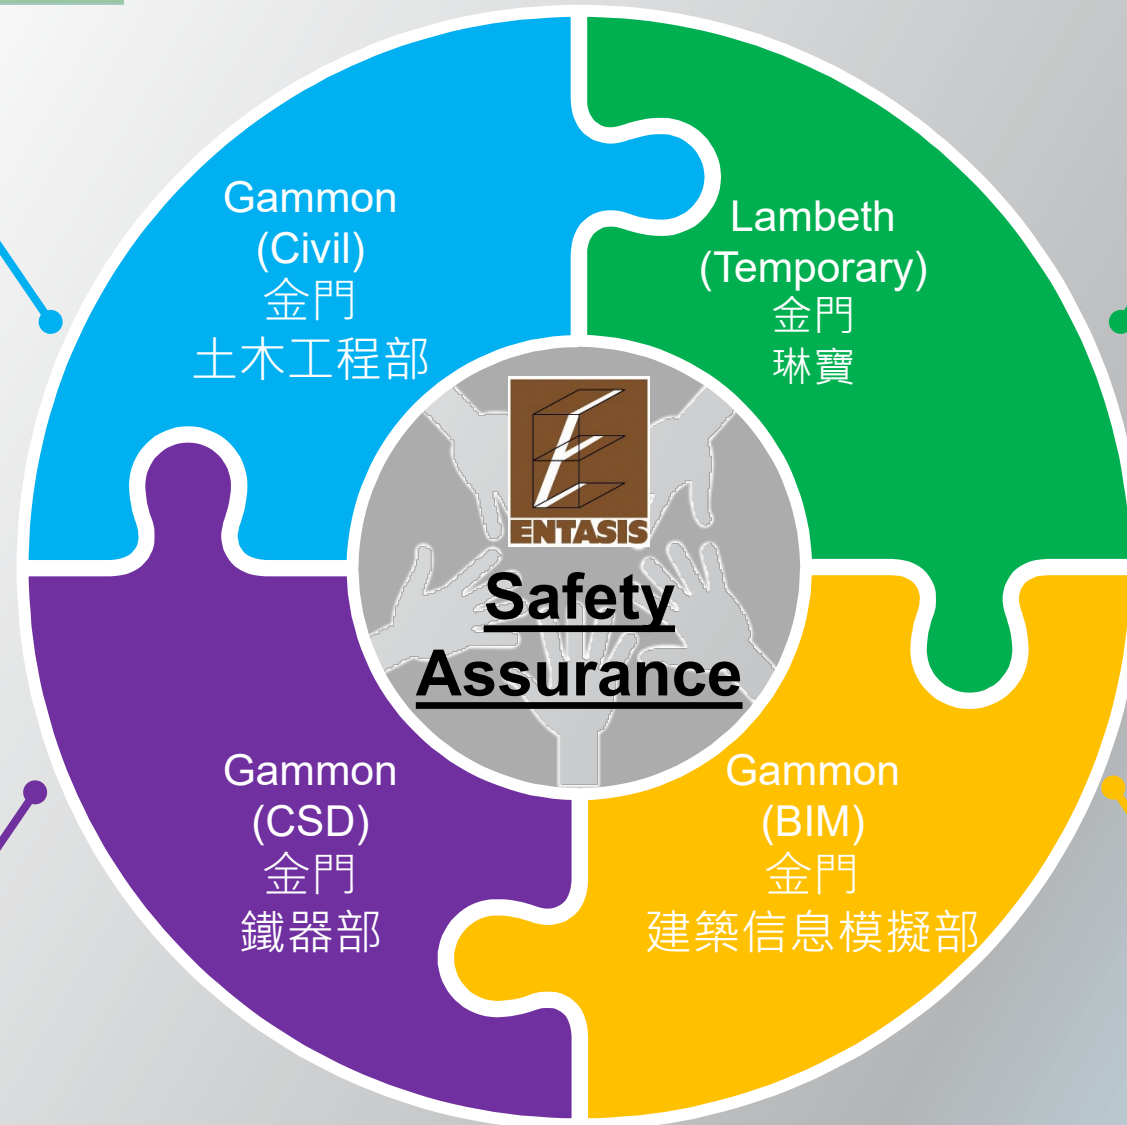 Gammon
(Civil)
金門
土木工程部
Lambeth
(Temporary)
金門
琳寶
ENTASIS
Safety
Assurance
Gammon
(CSD)
金門
鐵器部
Gammon
(BIM)
金門
建築信息模擬部